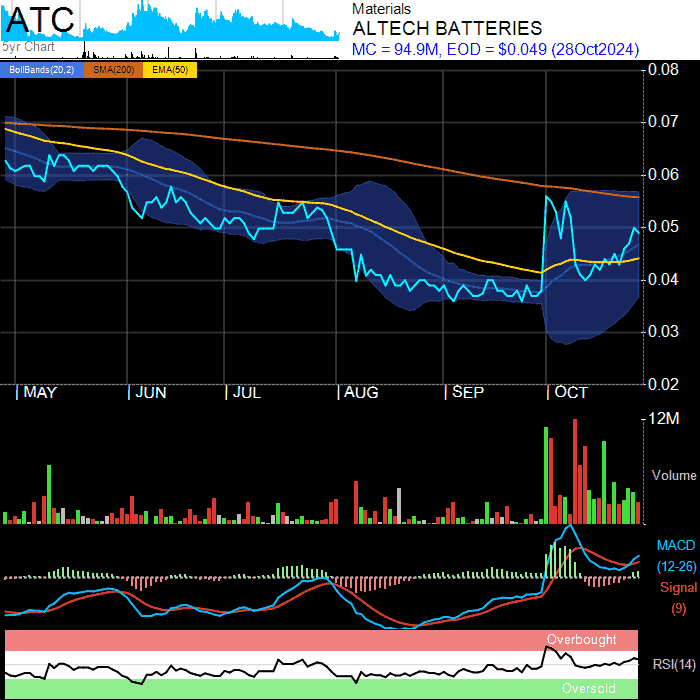 ATC
5yr Chart
Materials
ALTECH BATTERIES
MC = 94.9M, EOD = $0.049 (28Oct2024)
BollBands(20,2) SMA(200) EMA(50)
0.08
0.07
0.06
0.05
0.04
0.03
0.02
MAY JUN JUL AUG SEP OCT
12M
Volume
MACD
(12-26)
Signal
(9)
Overbought
RSI(14)
Oversold